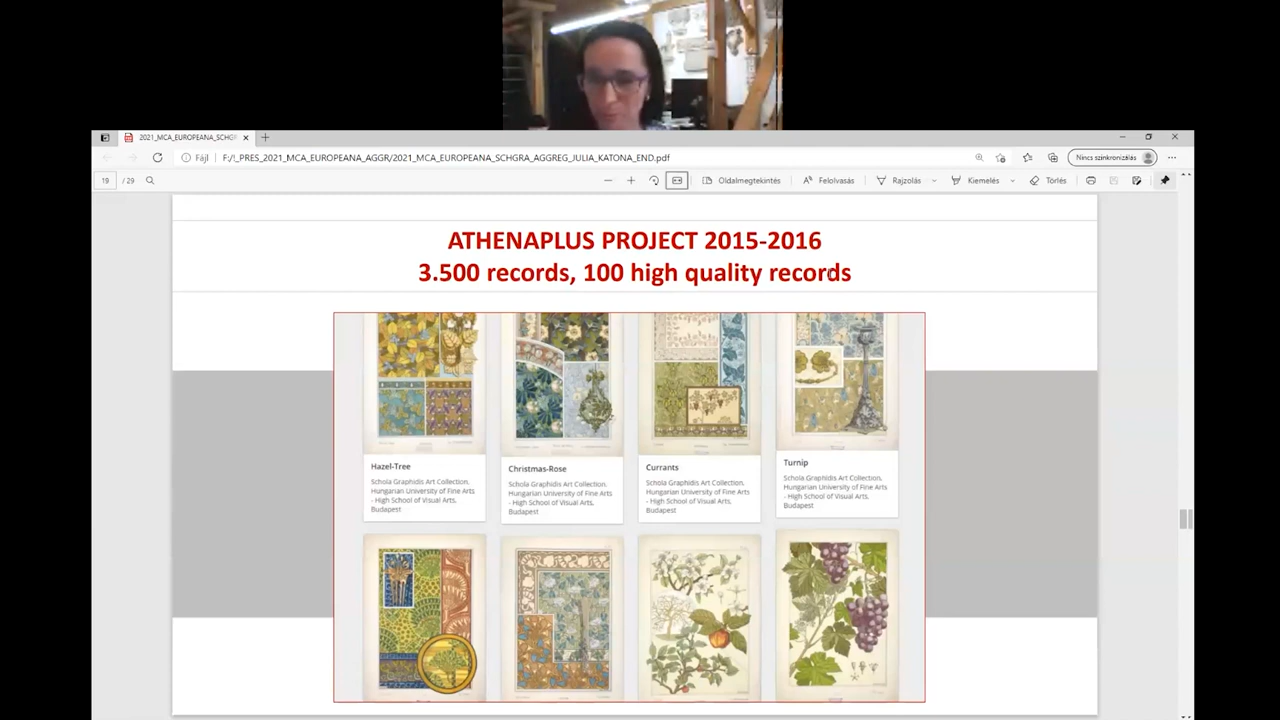 2021_MCA_EUROPEANA_SCHGR
Fájl F:/!_PRES_2021_MCA_EUROPEANA_AGGR/2021_MCA_EUROPEANA_SCHGRA_AGGREG_JULIA_KATONA_END.pdf
Nincs szinkronizálás
19 / 29
Oldalmegtekintés
Felolvasás
Rajzolás
Kiemelés
Törlés
ATHENAPLUS PROJECT 2015-2016
3.500 records, 100 high quality records
Hazel-Tree
Schola Graphidis Art Collection,
Hungarian University of Fine Arts
- High School of Visual Arts,
Budapest
Christmas-Rose
Schola Graphidis Art Collection,
Hungarian University of Fine Arts
- High School of Visual Arts,
Budapest
Currants
Schola Graphidis Art Collection,
Hungarian University of Fine Arts
- High School of Visual Arts,
Budapest
Turnip
Schola Graphidis Art Collection,
Hungarian University of Fine Arts
- High School of Visual Arts,
Budapest